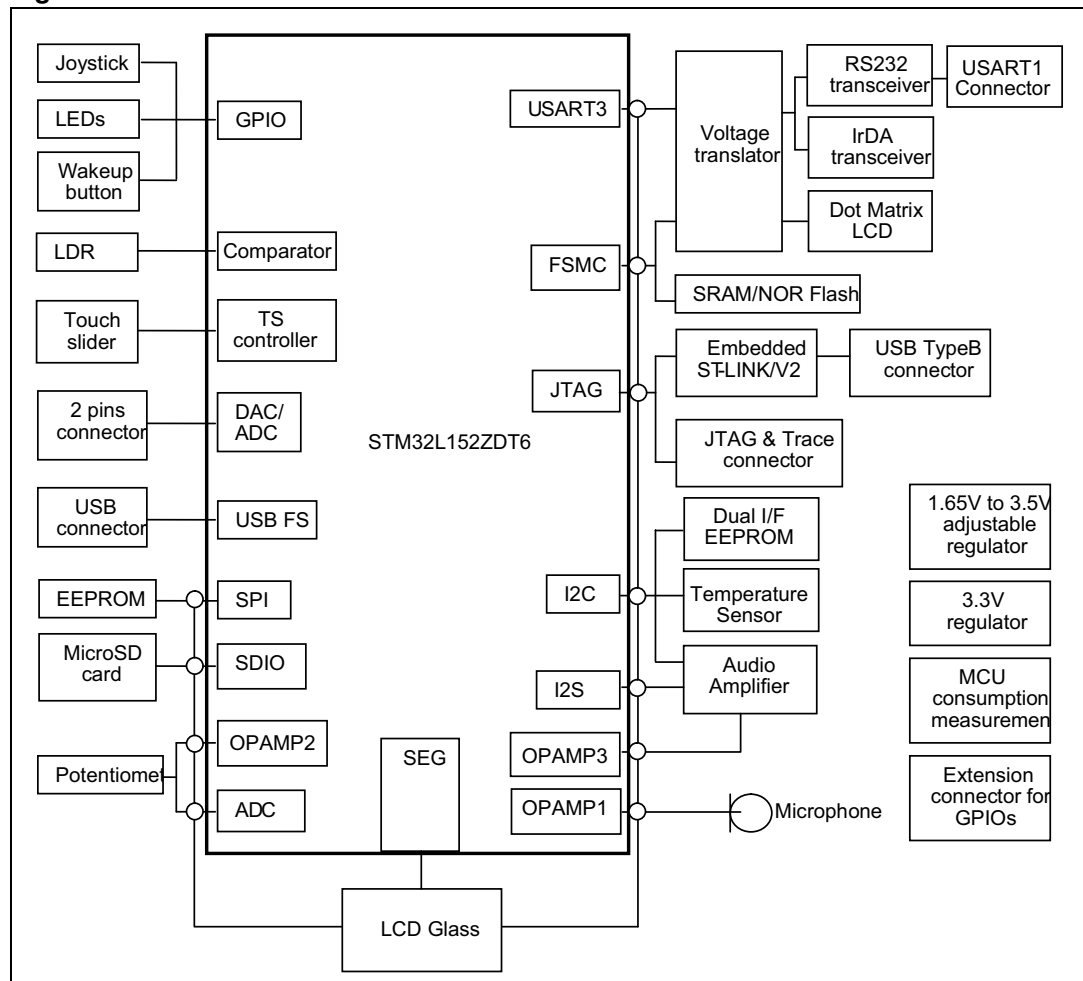 Joystick
LEDs
Wakeup
button
LDR
Touch
slider
2 pins
connector
USB
connector
EEPROM
MicroSD
card
Potentiomet
GPIO
Comparator
TS
controller
DAC/
ADC
USB FS
SPI
SDIO
OPAMP2
ADC
STM32L152ZDT6
SEG
LCD Glass
USART3
FSMC
JTAG
I2C
I2S
OPAMP3
OPAMP1
Voltage
translator
SRAM/NOR Flash
Embedded
ST-LINK/V2
JTAG & Trace
connector
Dual I/F
EEPROM
Temperature
Sensor
Audio
Amplifier
Microphone
RS232
transceiver
IrDA
transceiver
Dot Matrix
LCD
USART1
Connector
USB TypeB
connector
1.65V to 3.5V
adjustable
regulator
3.3V
regulator
MCU
consumption
measuremen
Extension
connector for
GPIOs